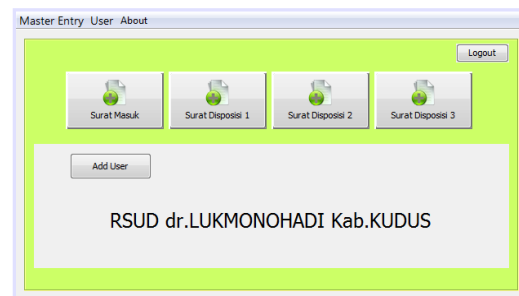 Master Entry User About
Logout
Surat Masuk Surat Disposisi 1 Surat Disposisi 2 Surat Disposisi 3
Add User
RSUD dr.LUKMONOHADI Kab.KUDUS